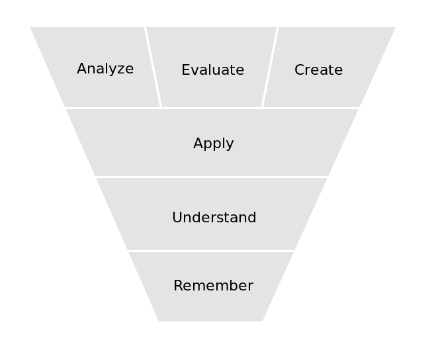 Analyze Evaluate Create
Apply
Understand
Remember